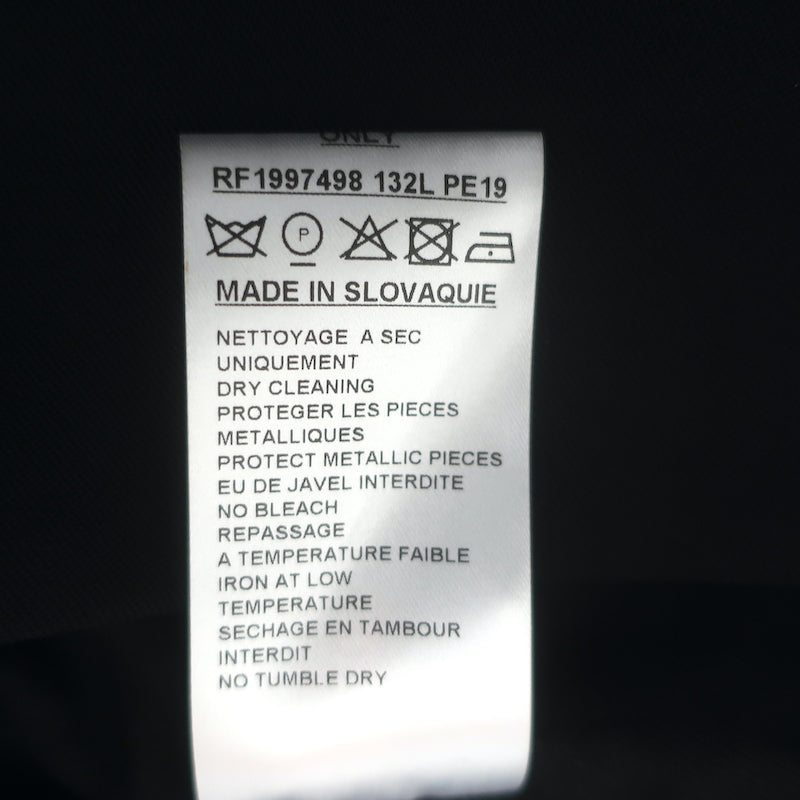 ONLY
RF1997498 132L PE19
P
MADE IN SLOVAQUIE
NETTOYAGE A SEC
UNIQUEMENT
DRY CLEANING
PROTEGER LES PIECES
METALLIQUES
PROTECT METALLIC PIECES
EU DE JAVEL INTERDITE
NO BLEACH
REPASSAGE
A TEMPERATURE FAIBLE
IRON AT LOW
TEMPERATURE
SECHAGE EN TAMBOUR
INTERDIT
NO TUMBLE DRY